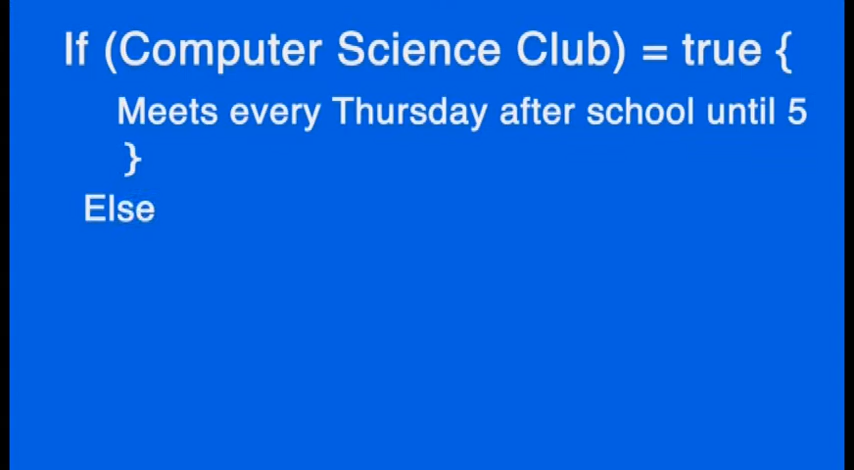 If (Computer Science Club) = true {
Meets every Thursday after school until 5
}
Else